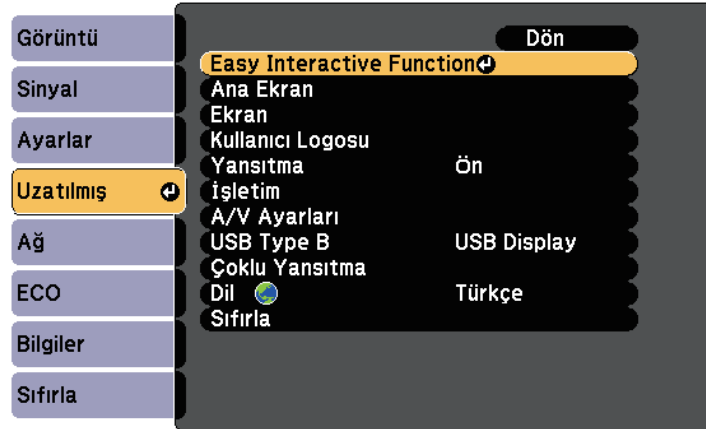 Görüntü
Sinyal
Ayarlar
Uzatılmış
Ağ
ECO
Bilgiler
Sıfırla
Dön
Easy Interactive Function
Ana Ekran
Ekran
Kullanıcı Logosu
Yansıtma Ön
İşletim
A/V Ayarları
USB Type B USB Display
Çoklu Yansıtma
Dil Türkçe
Sıfırla